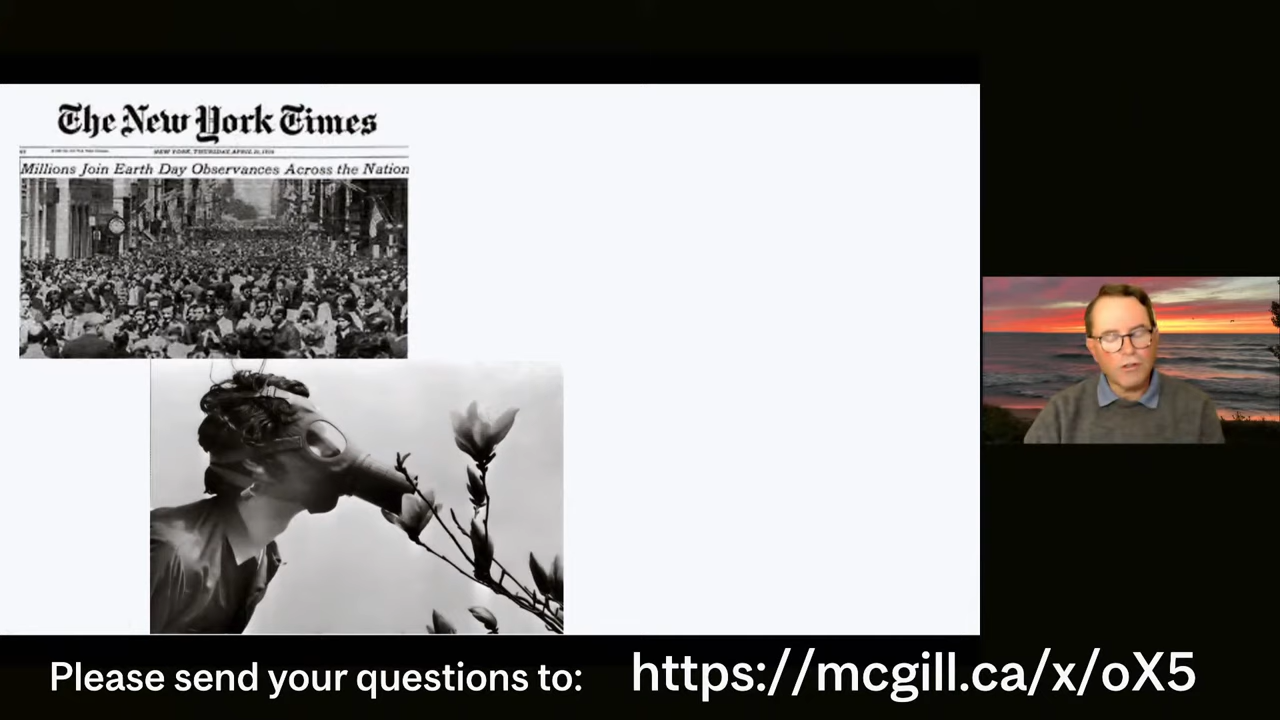 The New York Times
NEW YORK, THURSDAY, APRIL 23, 1970
Millions Join Earth Day Observances Across the Nation
Please send your questions to: https://mcgill.ca/x/oX5